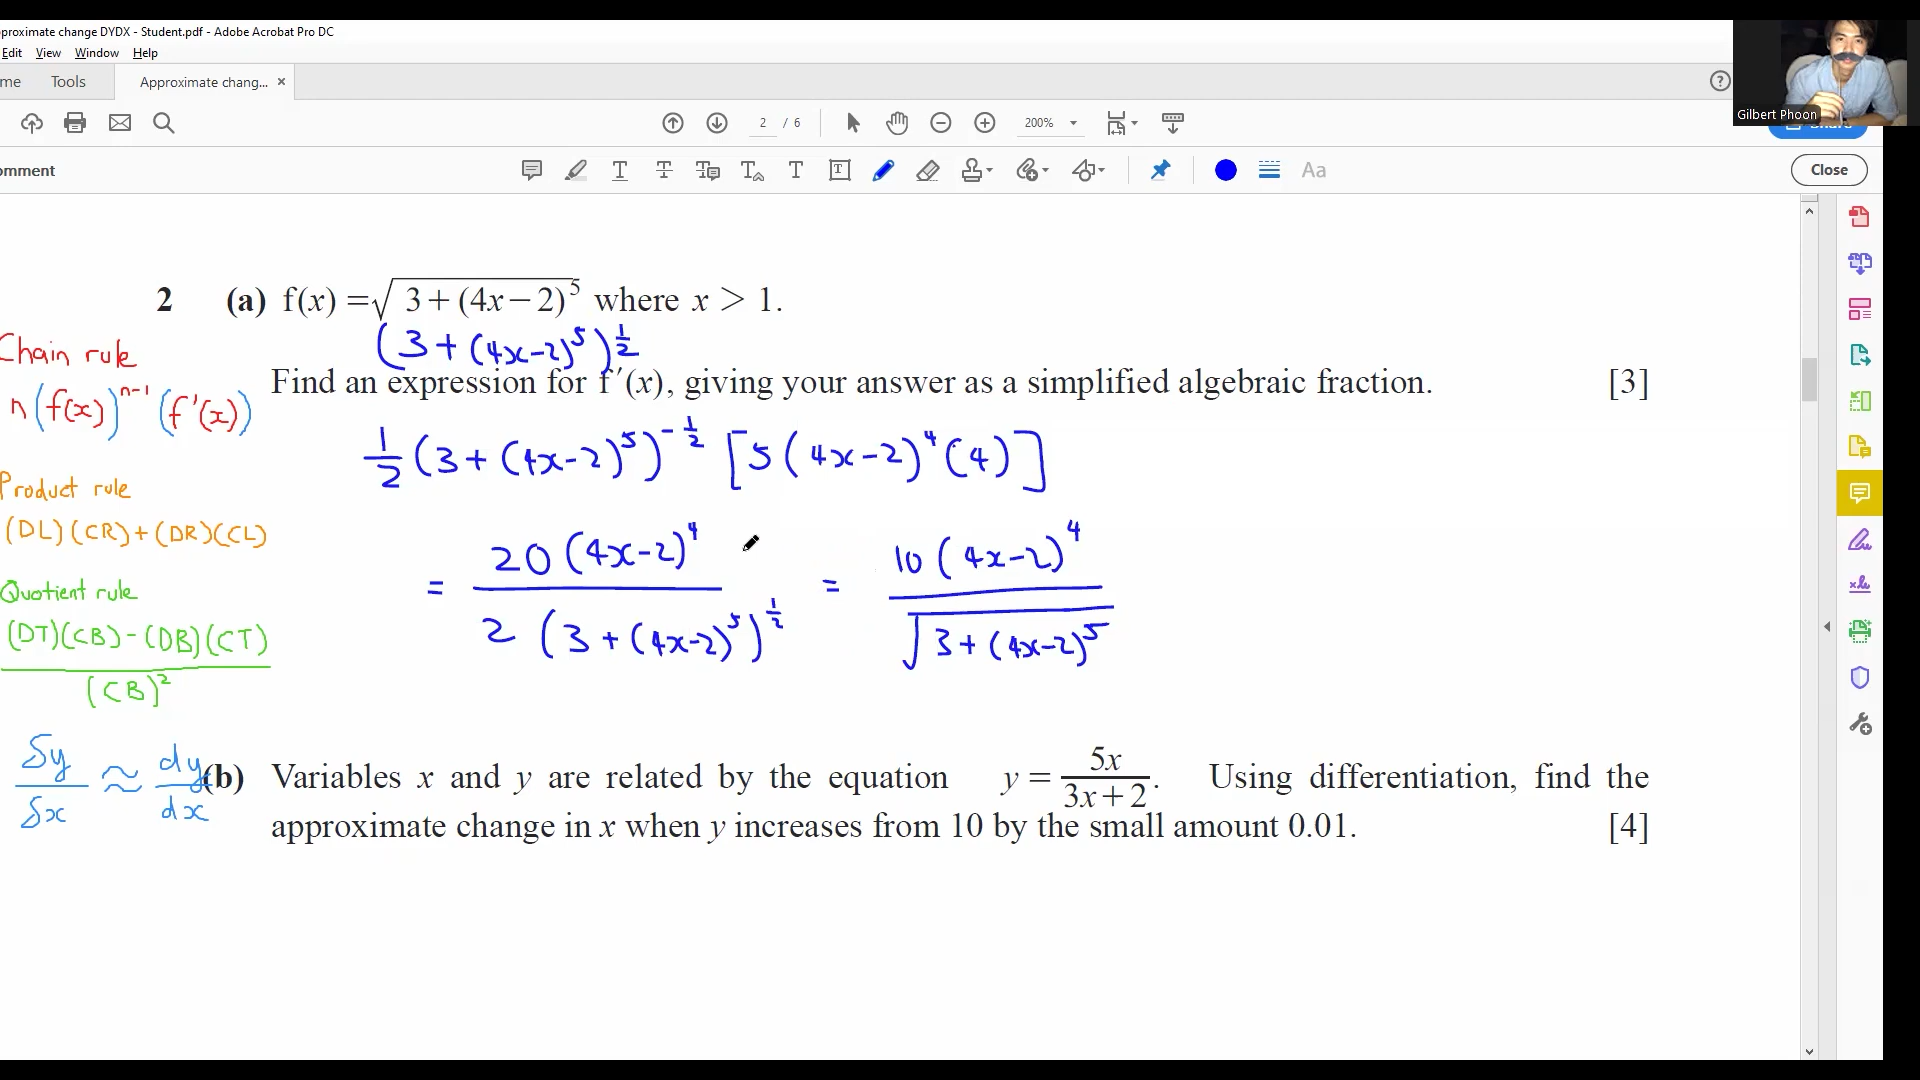 proximate change DYDX - Student.pdf - Adobe Acrobat Pro DC
Edit View Window Help
me Tools Approximate chang... ×
2 / 6 200%
omment Aa Close
Gilbert Phoon
2 (a) f(x) = √(3 + (4x − 2)^5) where x > 1.
(3 + (4x-2)^5)^(1/2)
Find an expression for f′(x), giving your answer as a simplified algebraic fraction. [3]
Chain rule
n(f(x))^(n-1) (f'(x))
1/2 (3 + (4x-2)^5)^(-1/2) [5(4x-2)^4 (4)]
Product rule
(DL)(CR) + (DR)(CL)
= 20(4x-2)^4 / 2(3 + (4x-2)^5)^(1/2) = 10(4x-2)^4 / √(3 + (4x-2)^5)
Quotient rule
(DT)(CB) - (DB)(CT) / (CB)^2
δy/δx ≈ dy/dx
(b) Variables x and y are related by the equation y = 5x/(3x + 2). Using differentiation, find the
approximate change in x when y increases from 10 by the small amount 0.01. [4]